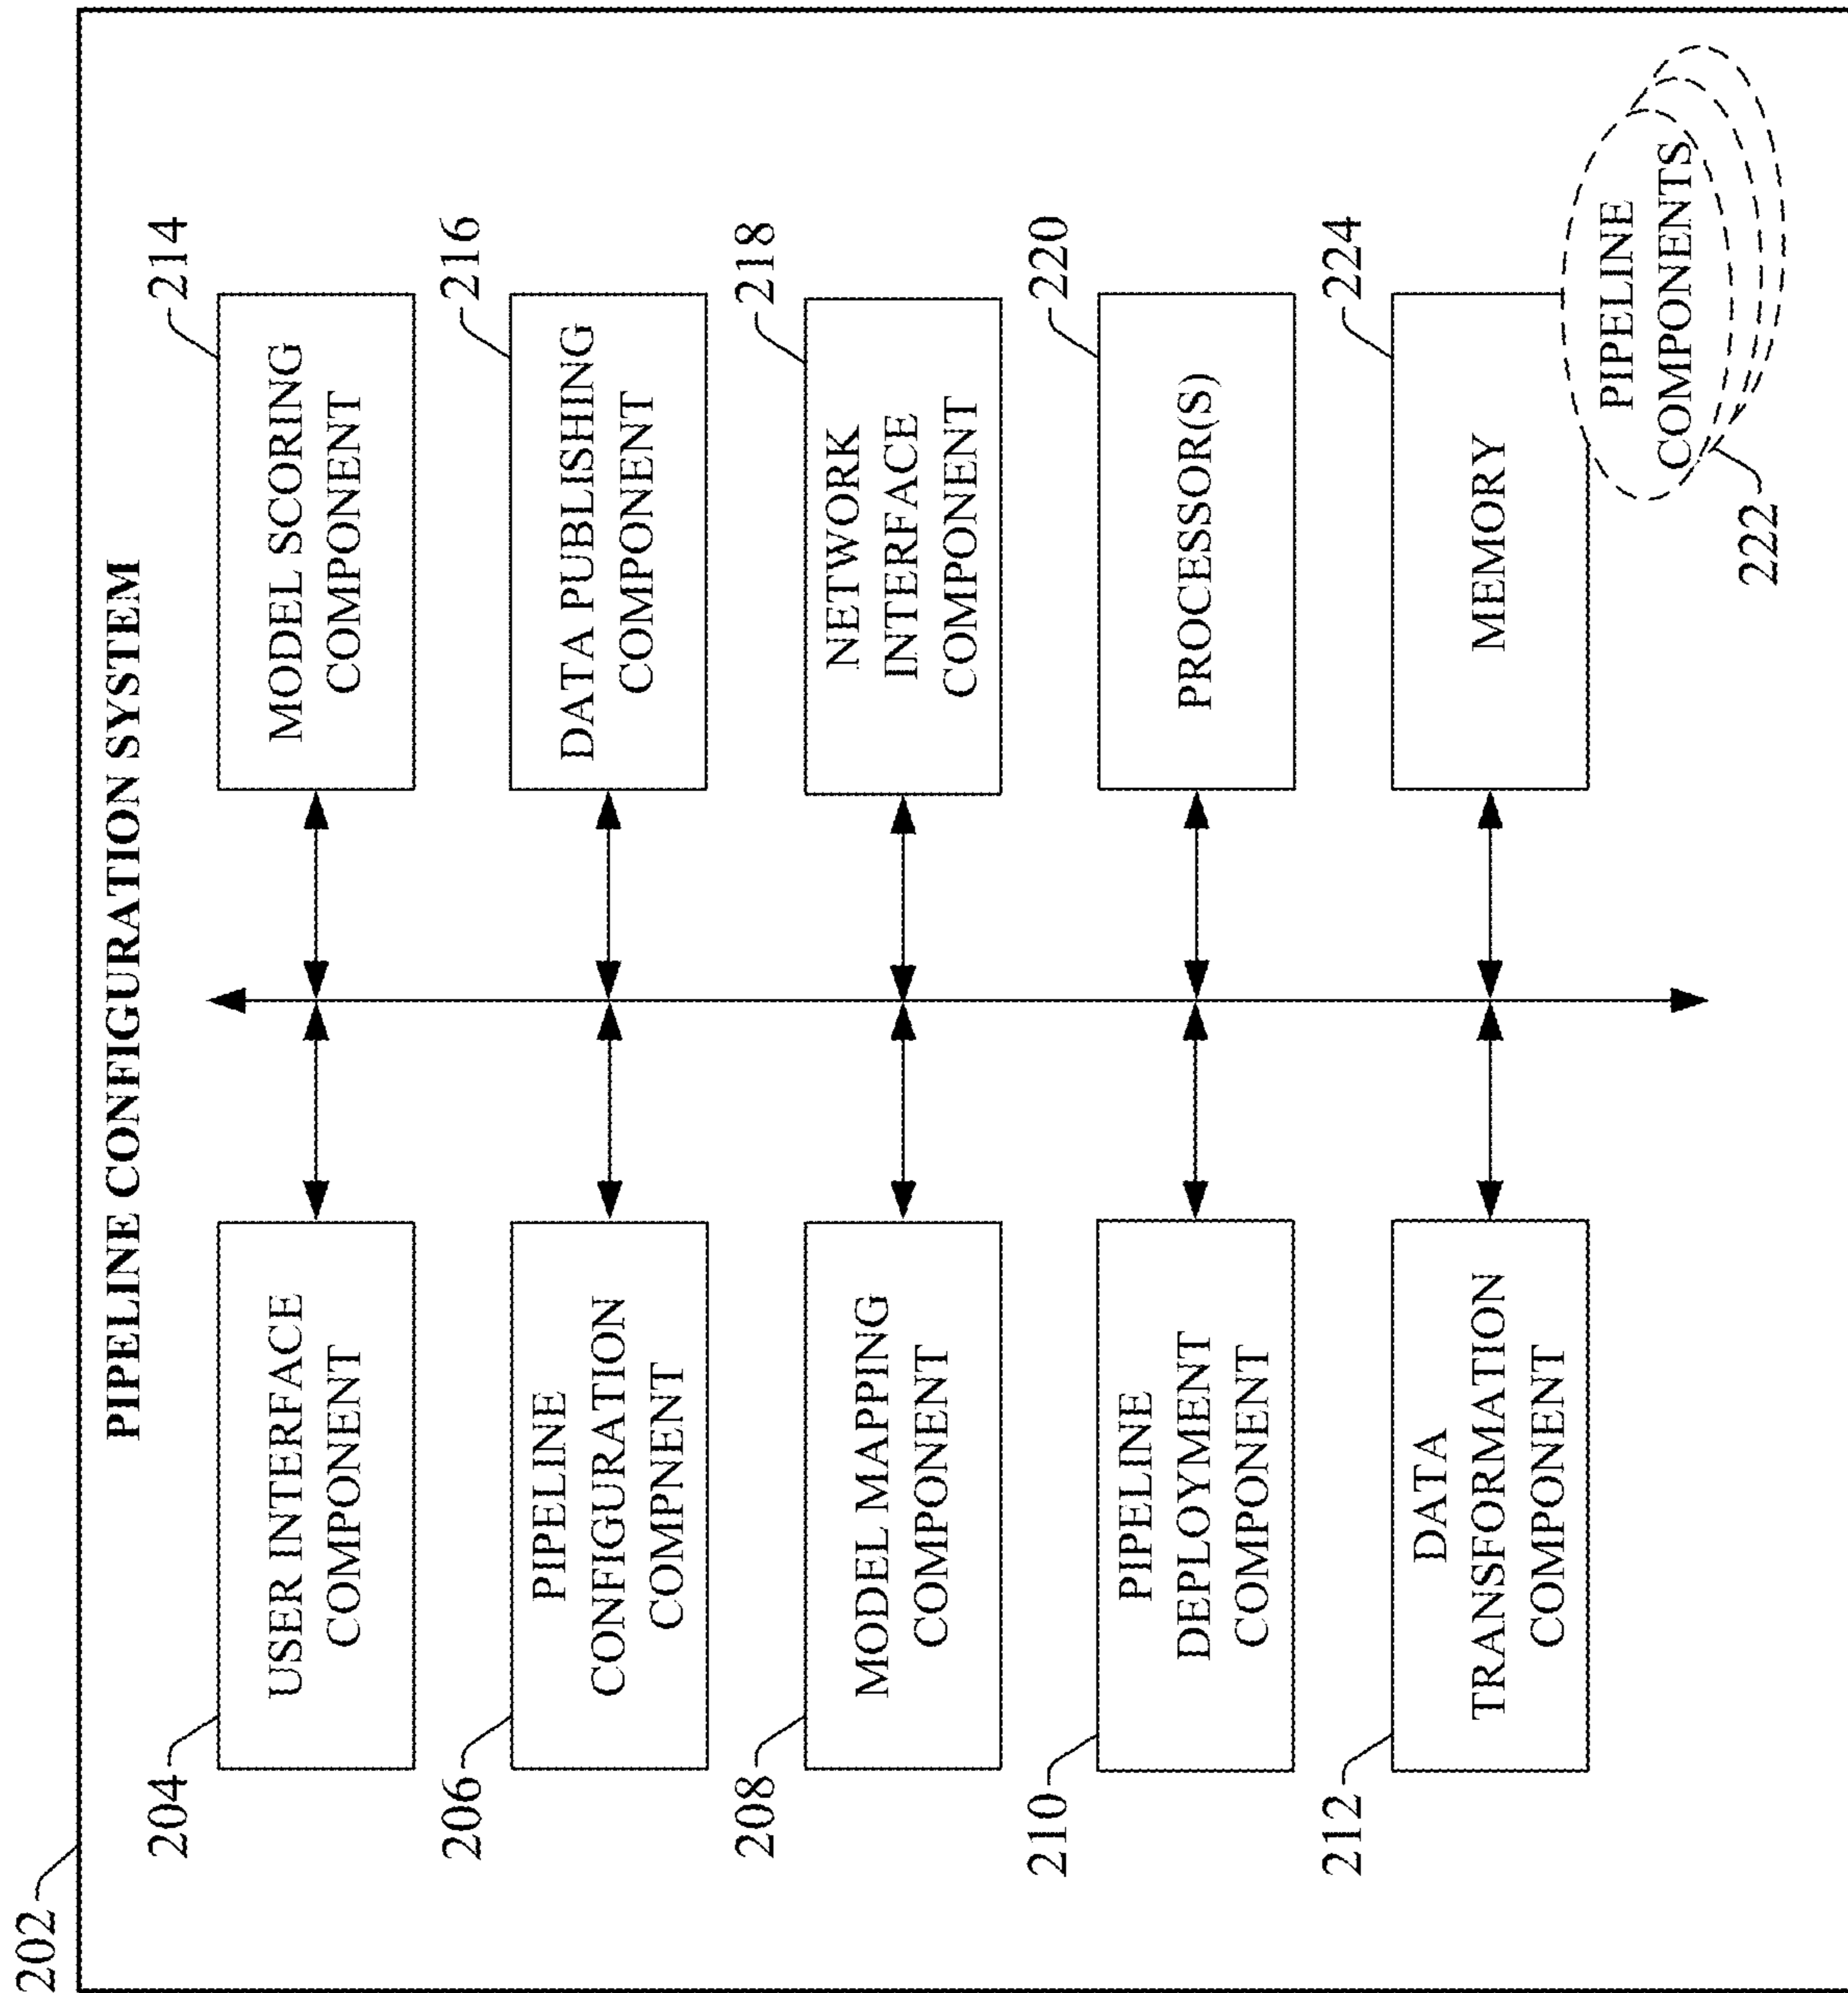 202
PIPELINE CONFIGURATION SYSTEM
204
USER INTERFACE
COMPONENT
206
PIPELINE
CONFIGURATION
COMPNENT
208
MODEL MAPPING
COMPONENT
210
PIPELINE
DEPLOYMENT
COMPONENT
212
DATA
TRANSFORMATION
COMPONENT
214
MODEL SCORING
COMPONENT
216
DATA PUBLISHING
COMPONENT
218
NETWORK
INTERFACE
COMPONENT
220
PROCESSOR(S)
224
MEMORY
PIPELINE
COMPONENTS
222